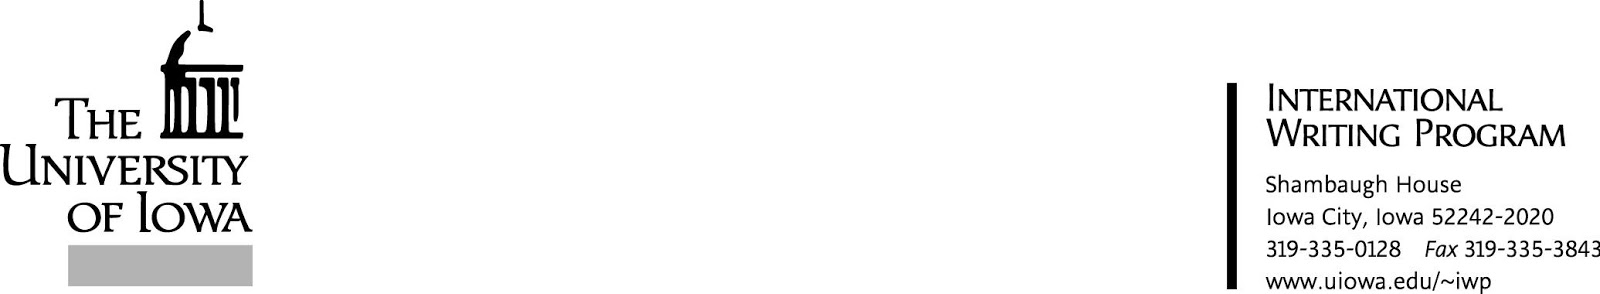 THE
UNIVERSITY
OF IOWA
INTERNATIONAL
WRITING PROGRAM
Shambaugh House
Iowa City, Iowa 52242-2020
319-335-0128 Fax 319-335-3843
www.uiowa.edu/~iwp